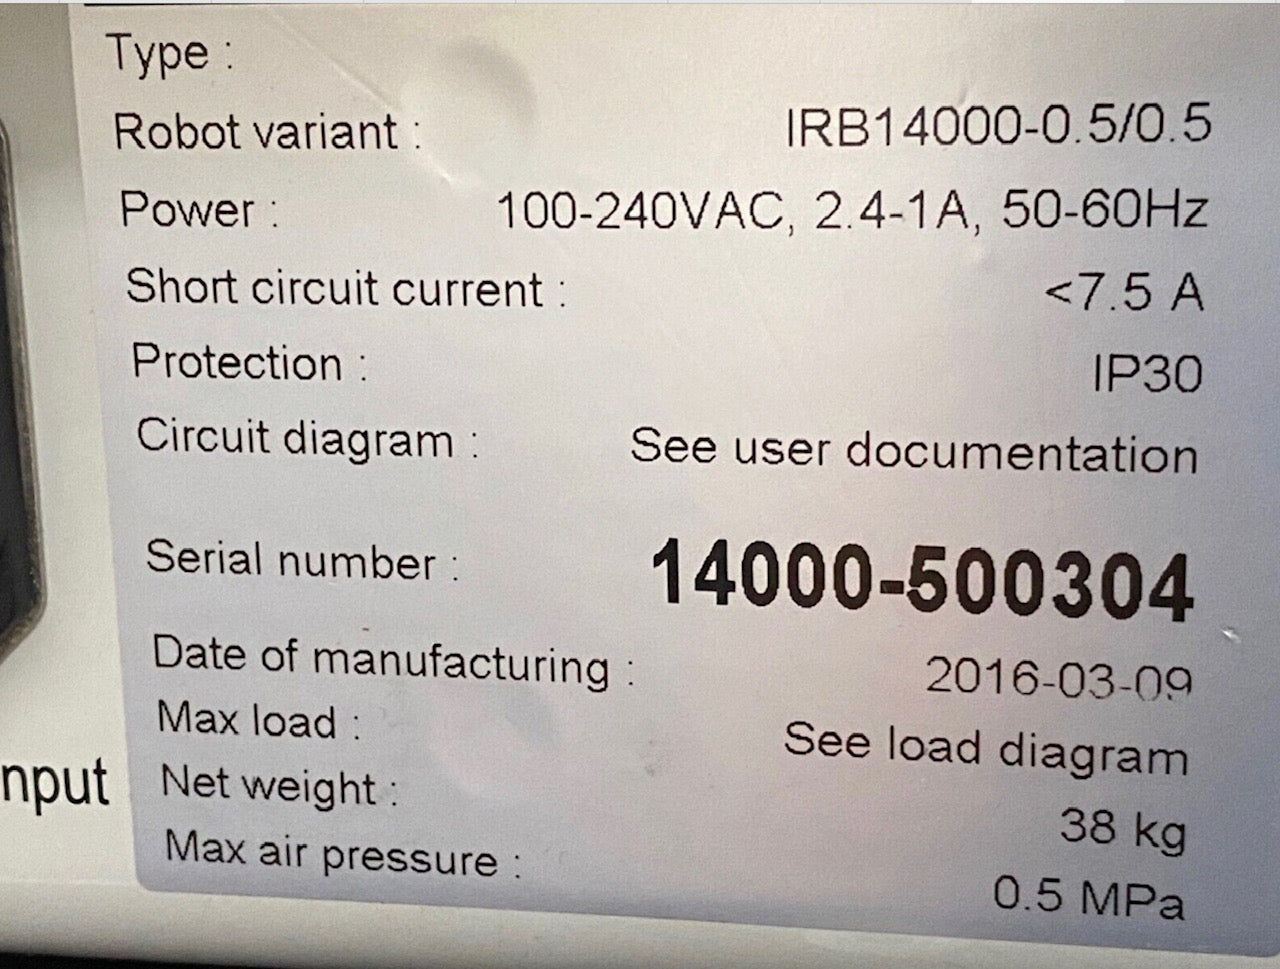 Type :
Robot variant : IRB14000-0.5/0.5
Power : 100-240VAC, 2.4-1A, 50-60Hz
Short circuit current : <7.5 A
Protection : IP30
Circuit diagram : See user documentation
Serial number : 14000-500304
Date of manufacturing : 2016-03-09
Max load : See load diagram
nput
Net weight : 38 kg
Max air pressure : 0.5 MPa